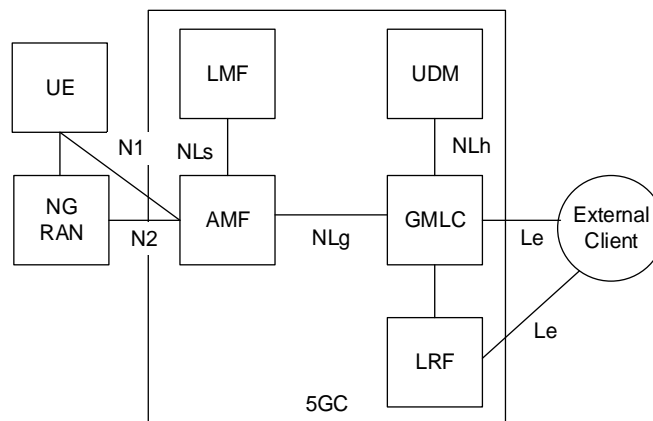 UE
LMF
UDM
N1
NLs
NLh
NG
RAN
N2
AMF
NLg
GMLC
Le
External
Client
LRF
Le
5GC